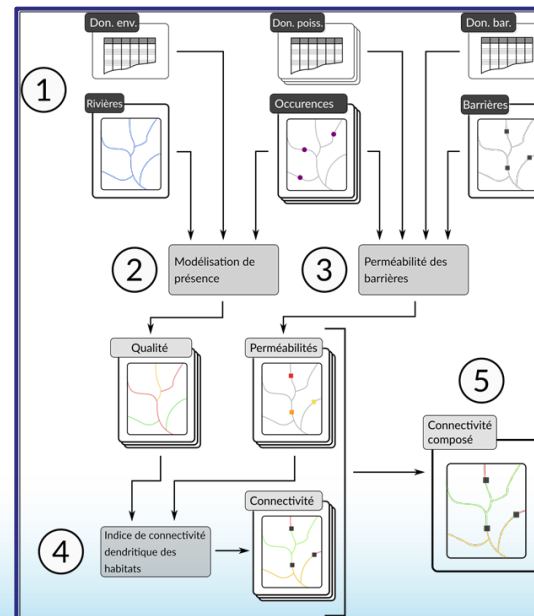 Don. env.
Don. poiss.
Don. bar.
1
Rivières
Occurences
Barrières
2
Modélisation de
présence
3
Perméabilité des
barrières
Qualité
Perméabilités
5
Connectivité
composé
4
Indice de connectivité
dendritique des
habitats
Connectivité